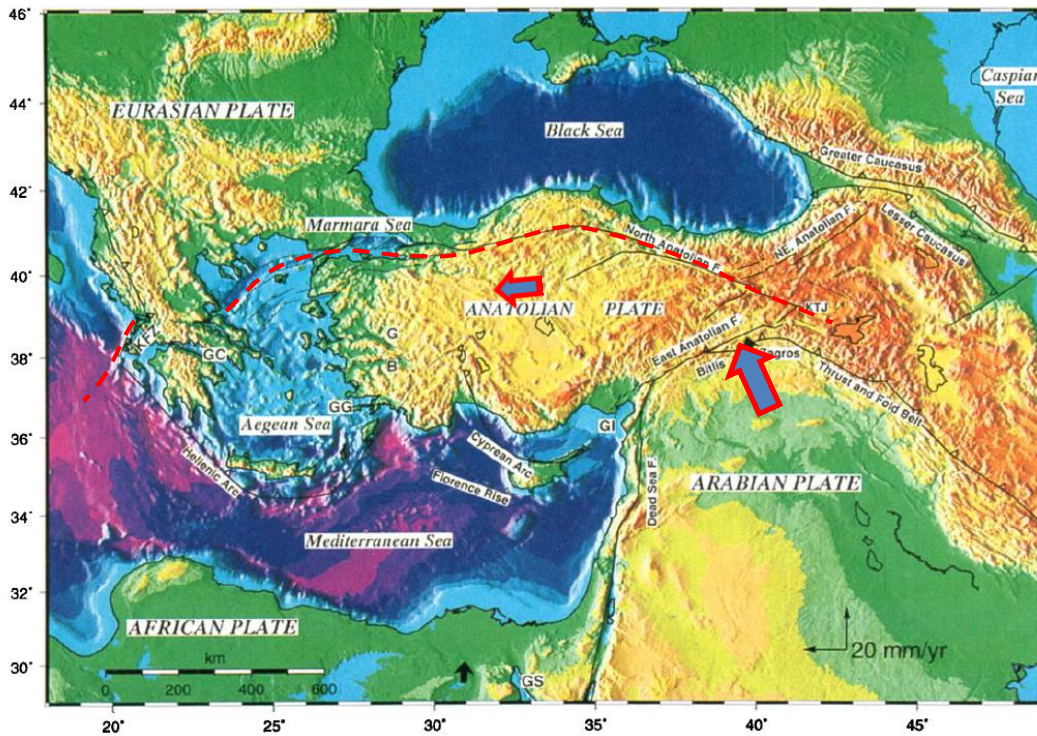 46˚
44˚
42˚
40˚
38˚
36˚
34˚
32˚
30˚
EURASIAN PLATE
Black Sea
Caspian
Sea
Greater Caucasus
Lesser Caucasus
Marmara Sea
North Anatolian F.
NE. Anatolian F.
ANATOLIAN PLATE
KTJ
KFZ
GC
G
B
East Anatolian F.
Bitlis
Zagros
Thrust and Fold Belt
GG
GI
Aegean Sea
Hellenic Arc
Cyprean Arc
Florence Rise
Dead Sea F.
ARABIAN PLATE
Mediterranean Sea
AFRICAN PLATE
20 mm/yr
km
0 200 400 600
GS
20˚ 25˚ 30˚ 35˚ 40˚ 45˚